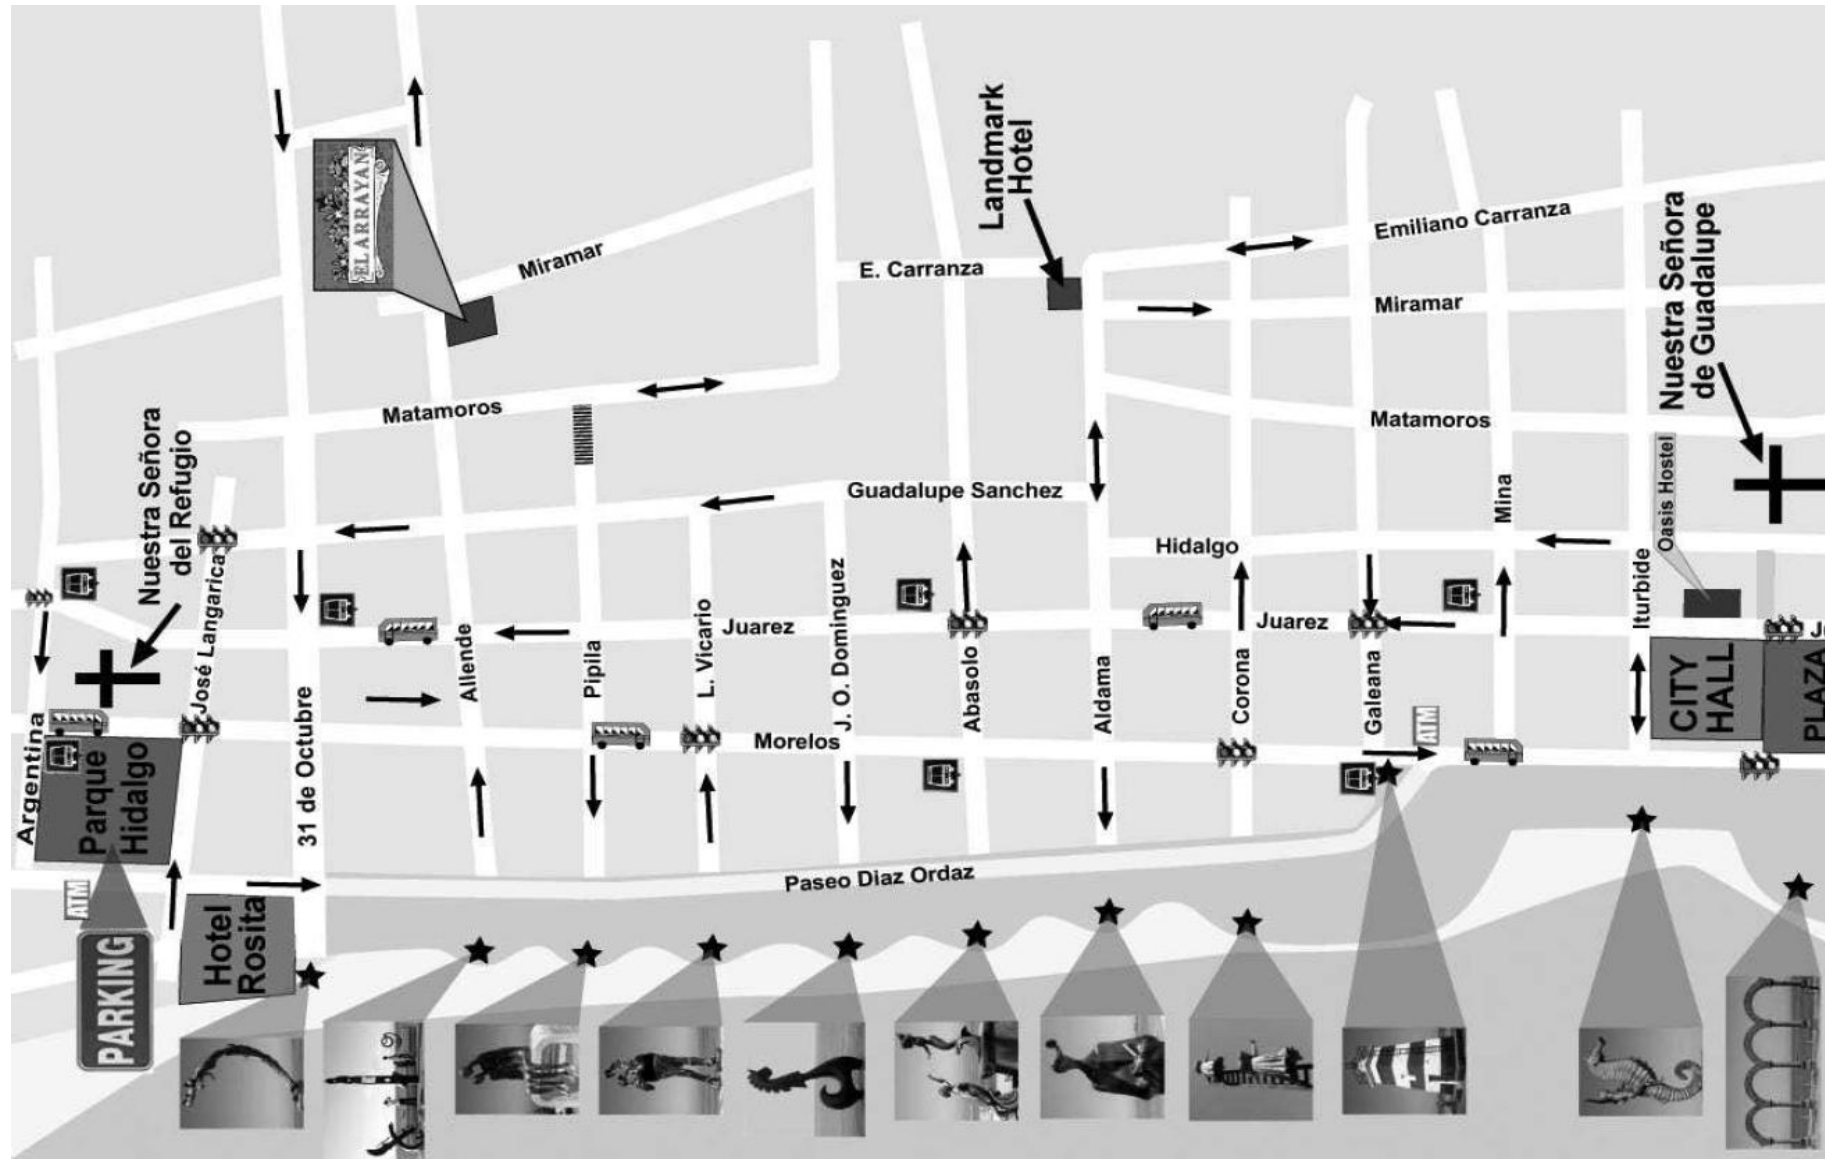 EL ARRAYAN
Landmark
Hotel
Nuestra Señora
de Guadalupe
Miramar
E. Carranza
Emiliano Carranza
Miramar
Matamoros
Matamoros
Nuestra Señora
del Refugio
Guadalupe Sanchez
Hidalgo
Mina
Oasis Hostel
José Langarica
Juarez
Juarez
L. Vicario
J. O. Dominguez
Iturbide
Allende
Pipila
Abasolo
Aldama
Corona
Galeana
CITY
HALL
PLAZA
Argentina
Parque
Hidalgo
31 de Octubre
Morelos
ATM
ATM
Paseo Diaz Ordaz
Hotel
Rosita
PARKING